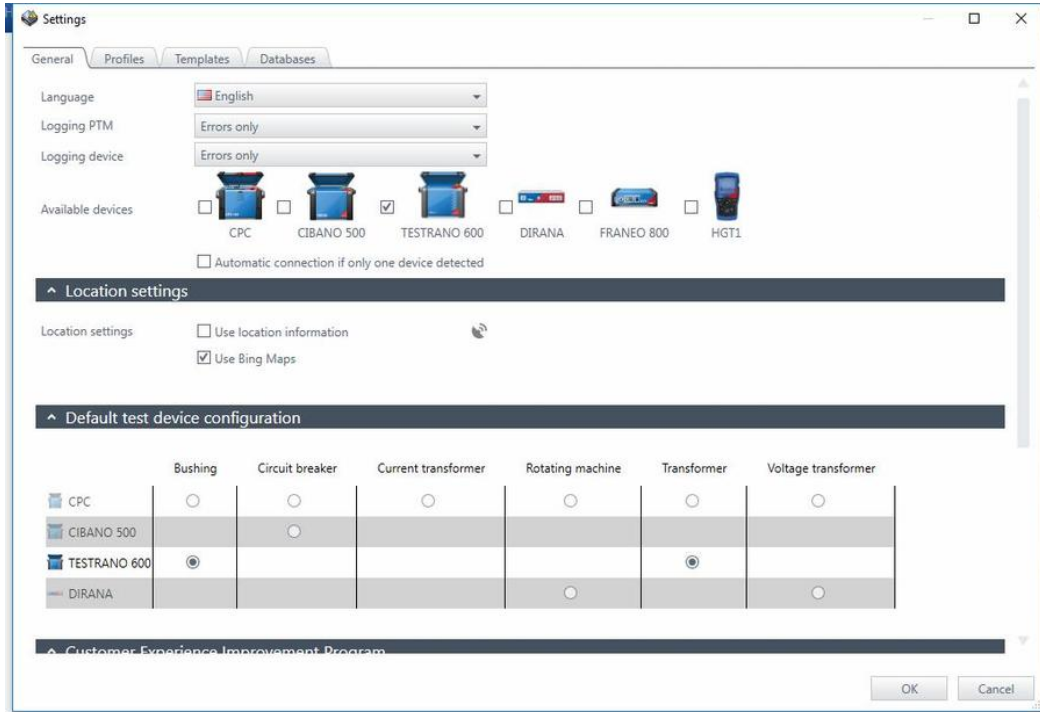 Settings
General Profiles Templates Databases
Language English
Logging PTM Errors only
Logging device Errors only
Available devices
CPC CIBANO 500 TESTRANO 600 DIRANA FRANEO 800 HGT1
Automatic connection if only one device detected
Location settings
Location settings Use location information
Use Bing Maps
Default test device configuration
Bushing Circuit breaker Current transformer Rotating machine Transformer Voltage transformer
CPC
CIBANO 500
TESTRANO 600
DIRANA
Customer Experience Improvement Program
OK Cancel